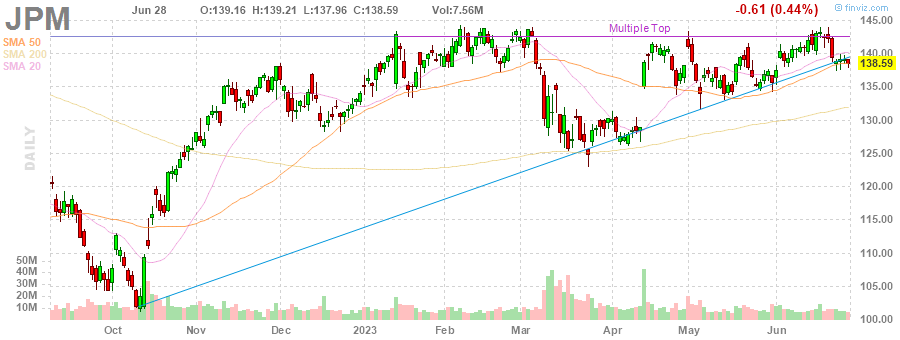 JPM
Jun 28 O:139.16 H:139.21 L:137.96 C:138.59 Vol:7.56M -0.61 (0.44%)
© finviz.com
SMA 50
SMA 200
SMA 20
Multiple Top
DAILY
145.00
140.00
138.59
135.00
130.00
125.00
120.00
115.00
110.00
105.00
100.00
50M
40M
30M
20M
10M
Oct Nov Dec 2023 Feb Mar Apr May Jun